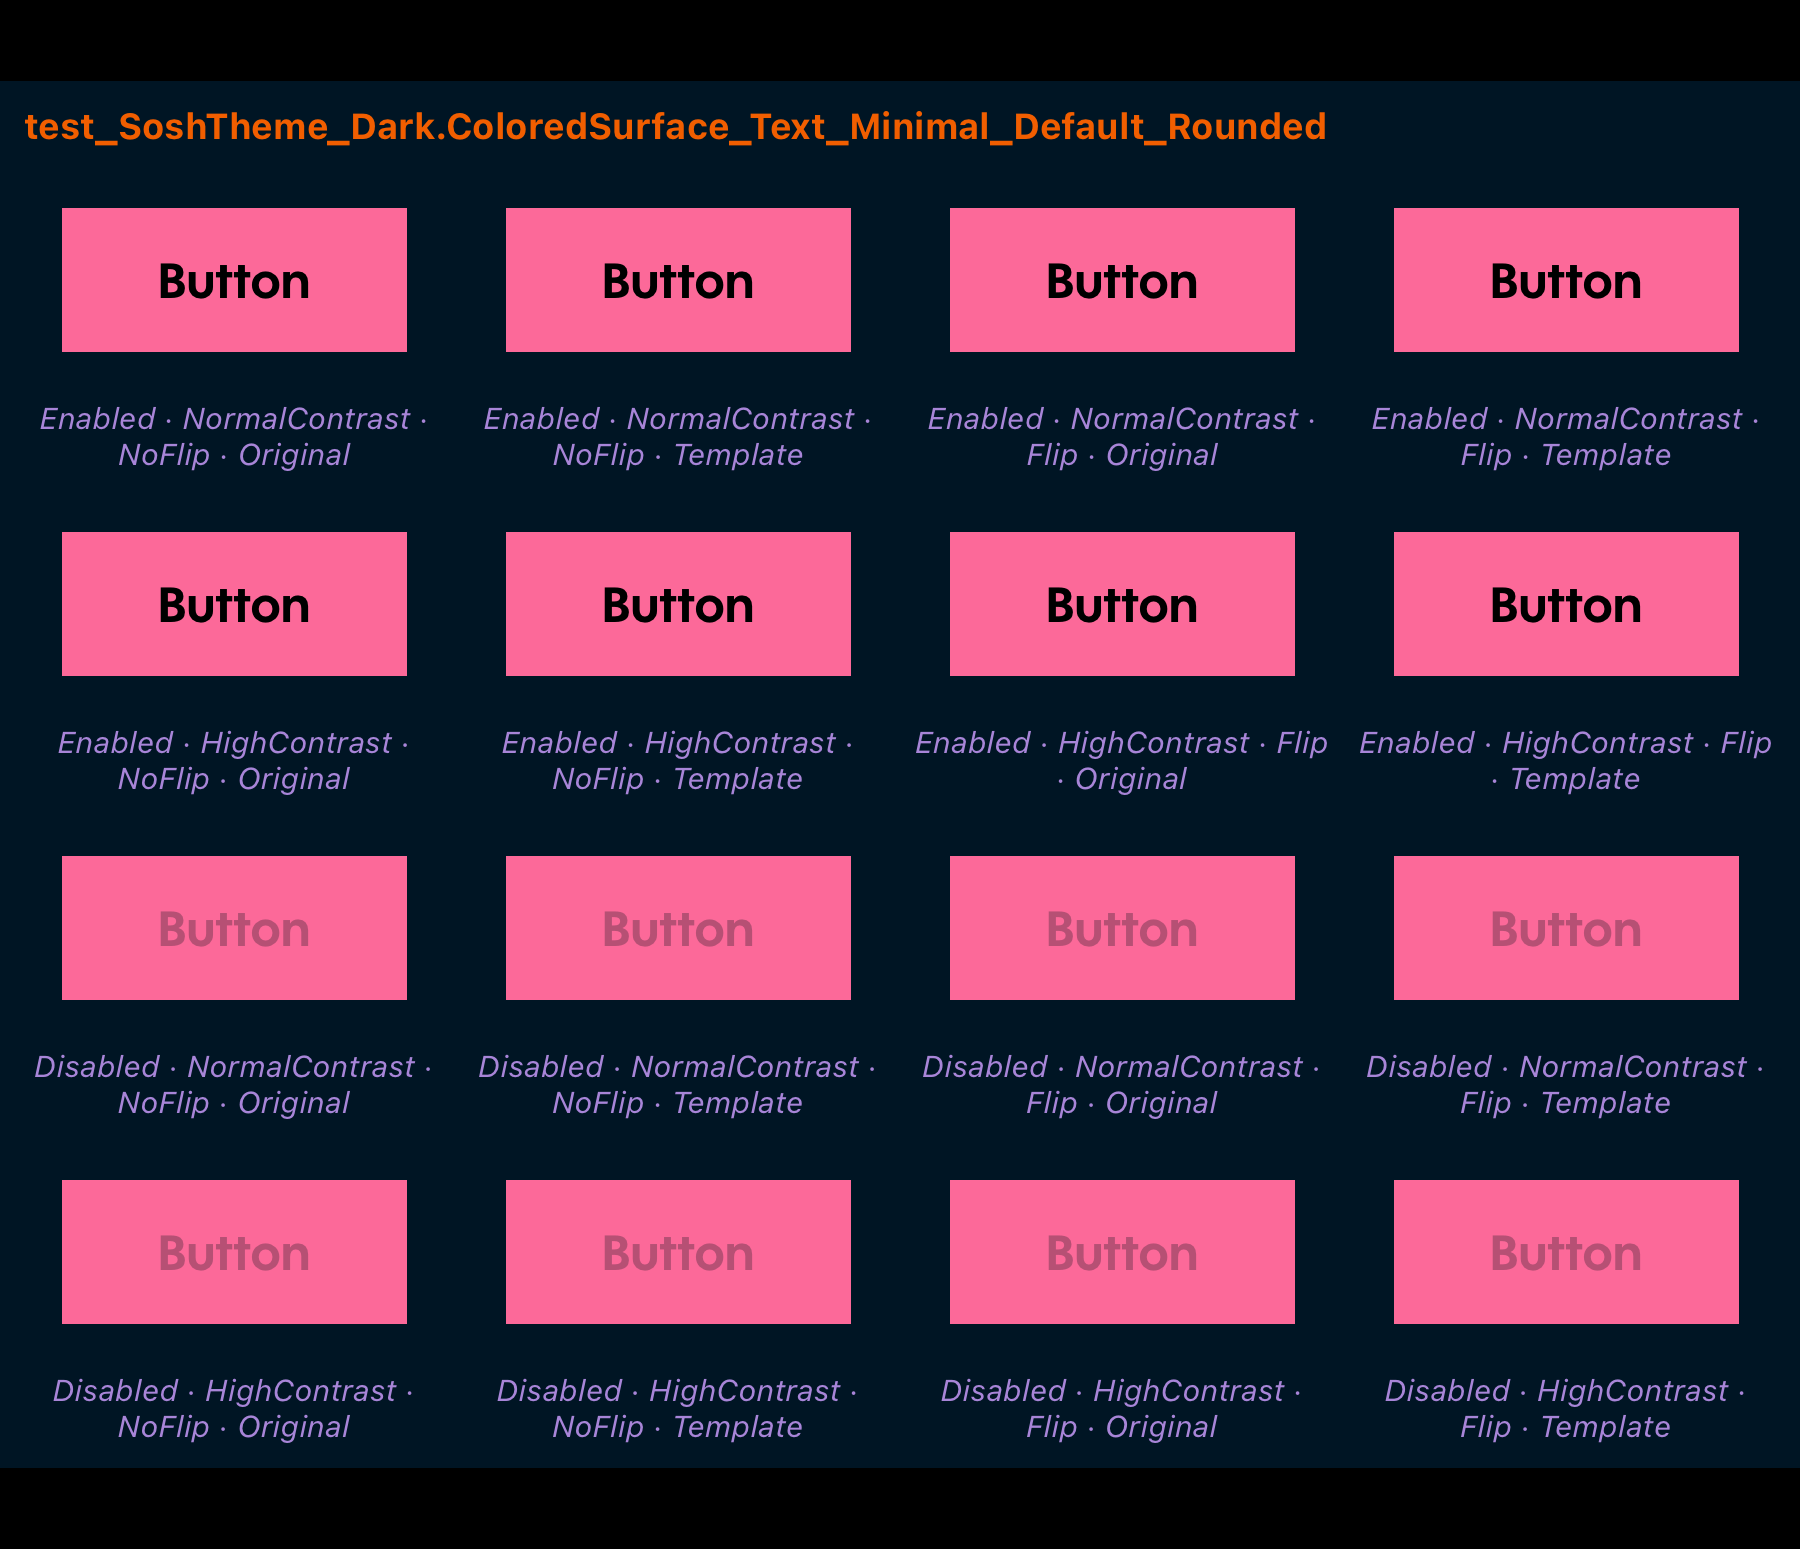 test_SoshTheme_Dark.ColoredSurface_Text_Minimal_Default_Rounded
Button Button Button Button
Enabled · NormalContrast ·
NoFlip · Original
Enabled · NormalContrast ·
NoFlip · Template
Enabled · NormalContrast ·
Flip · Original
Enabled · NormalContrast ·
Flip · Template
Button Button Button Button
Enabled · HighContrast ·
NoFlip · Original
Enabled · HighContrast ·
NoFlip · Template
Enabled · HighContrast · Flip
· Original
Enabled · HighContrast · Flip
· Template
Button Button Button Button
Disabled · NormalContrast ·
NoFlip · Original
Disabled · NormalContrast ·
NoFlip · Template
Disabled · NormalContrast ·
Flip · Original
Disabled · NormalContrast ·
Flip · Template
Button Button Button Button
Disabled · HighContrast ·
NoFlip · Original
Disabled · HighContrast ·
NoFlip · Template
Disabled · HighContrast ·
Flip · Original
Disabled · HighContrast ·
Flip · Template